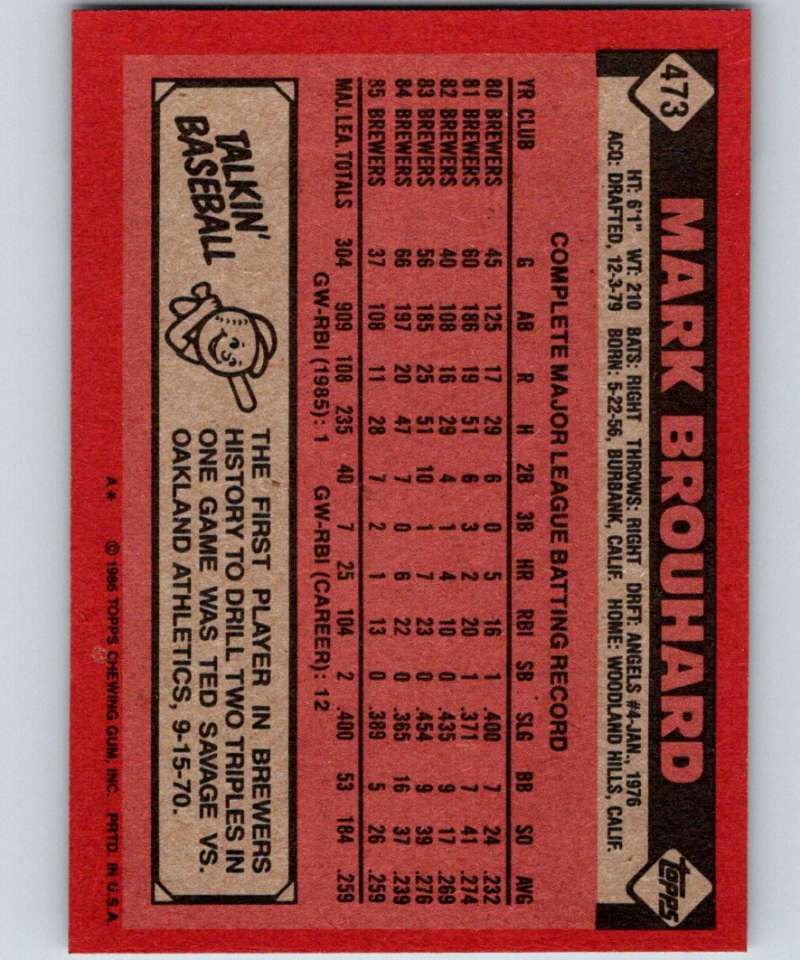 473
MARK BROUHARD
TOPPS
HT: 6'1" WT: 210 BATS: RIGHT THROWS: RIGHT DRFT: ANGELS #4-JAN., 1976
ACQ: DRAFTED, 12-3-79 BORN: 5-22-56, BURBANK, CALIF. HOME: WOODLAND HILLS, CALIF.
COMPLETE MAJOR LEAGUE BATTING RECORD
YR CLUB G AB R H 2B 3B HR RBI SB SLG BB SO AVG
80 BREWERS 45 125 17 29 6 0 5 16 1 .400 7 24 .232
81 BREWERS 60 186 19 51 6 3 2 20 1 .371 7 41 .274
82 BREWERS 40 108 16 29 4 1 4 10 0 .435 9 17 .269
83 BREWERS 56 185 25 51 10 1 7 23 0 .454 9 39 .276
84 BREWERS 66 197 20 47 7 0 6 22 0 .365 16 37 .239
85 BREWERS 37 108 11 28 7 2 1 13 0 .389 5 26 .259
MAJ. LEA. TOTALS 304 909 108 235 40 7 25 104 2 .400 53 184 .259
GW-RBI (1985): 1 GW-RBI (CAREER): 12
TALKIN'
BASEBALL
THE FIRST PLAYER IN BREWERS
HISTORY TO DRILL TWO TRIPLES IN
ONE GAME WAS TED SAVAGE VS.
OAKLAND ATHLETICS, 9-15-70.
A* © 1986 TOPPS CHEWING GUM, INC. PRTD. IN U.S.A.